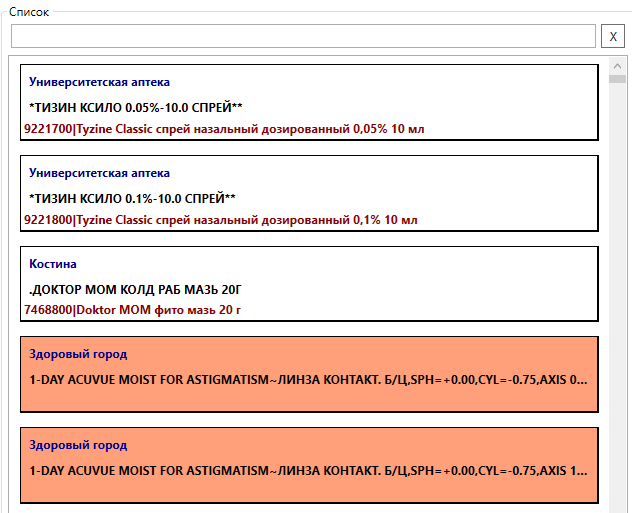 Список
X
Университетская аптека
*ТИЗИН КСИЛО 0.05%-10.0 СПРЕЙ**
9221700|Tyzine Classic спрей назальный дозированный 0,05% 10 мл
Университетская аптека
*ТИЗИН КСИЛО 0.1%-10.0 СПРЕЙ**
9221800|Tyzine Classic спрей назальный дозированный 0,1% 10 мл
Костина
.ДОКТОР МОМ КОЛД РАБ МАЗЬ 20Г
7468800|Doktor MOM фито мазь 20 г
Здоровый город
1-DAY ACUVUE MOIST FOR ASTIGMATISM~ЛИНЗА КОНТАКТ. Б/Ц,SPH=+0.00,CYL=-0.75,AXIS 0...
Здоровый город
1-DAY ACUVUE MOIST FOR ASTIGMATISM~ЛИНЗА КОНТАКТ. Б/Ц,SPH=+0.00,CYL=-0.75,AXIS 1...